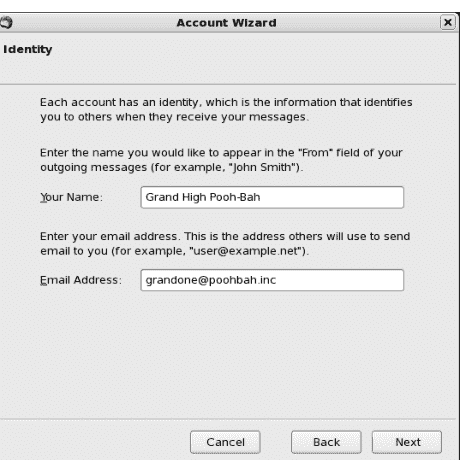 Account Wizard
Identity
Each account has an identity, which is the information that identifies
you to others when they receive your messages.
Enter the name you would like to appear in the "From" field of your
outgoing messages (for example, "John Smith").
Your Name: Grand High Pooh-Bah
Enter your email address. This is the address others will use to send
email to you (for example, "user@example.net").
Email Address: grandone@poohbah.inc
Cancel Back Next